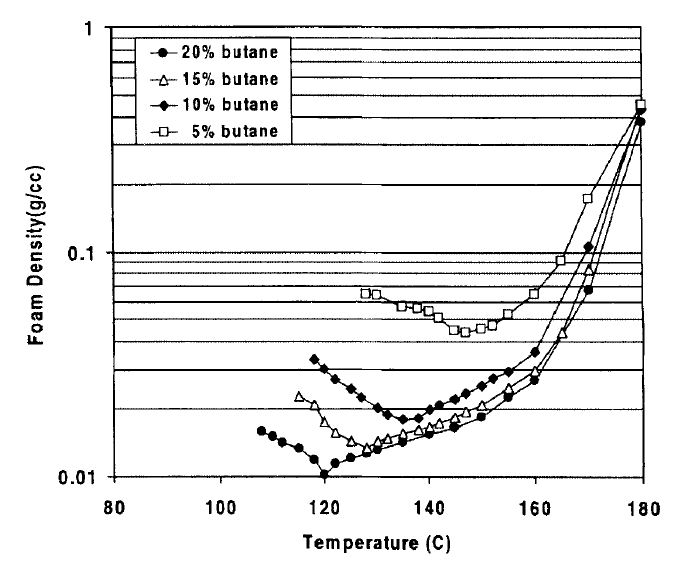 1
20% butane
15% butane
10% butane
5% butane
Foam Density(g/cc)
0.1
0.01
80 100 120 140 160 180
Temperature (C)